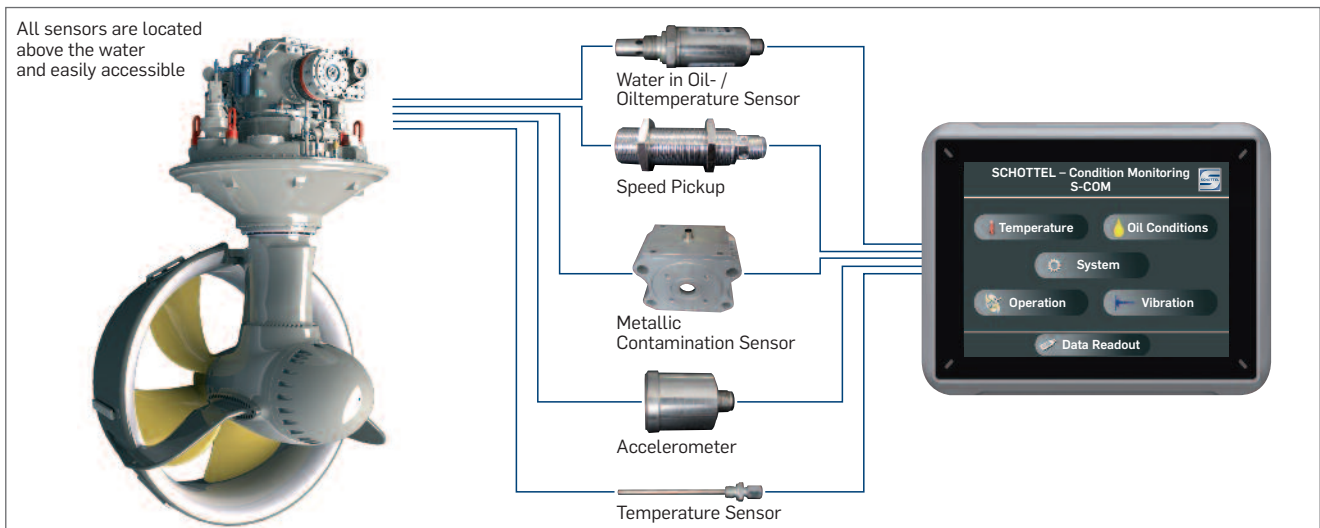 All sensors are located
above the water
and easily accessible
Water in Oil- /
Oiltemperature Sensor
Speed Pickup
Metallic
Contamination Sensor
Accelerometer
Temperature Sensor
SCHOTTEL – Condition Monitoring
S-COM
SCHOTTEL
Temperature
Oil Conditions
System
Operation
Vibration
Data Readout